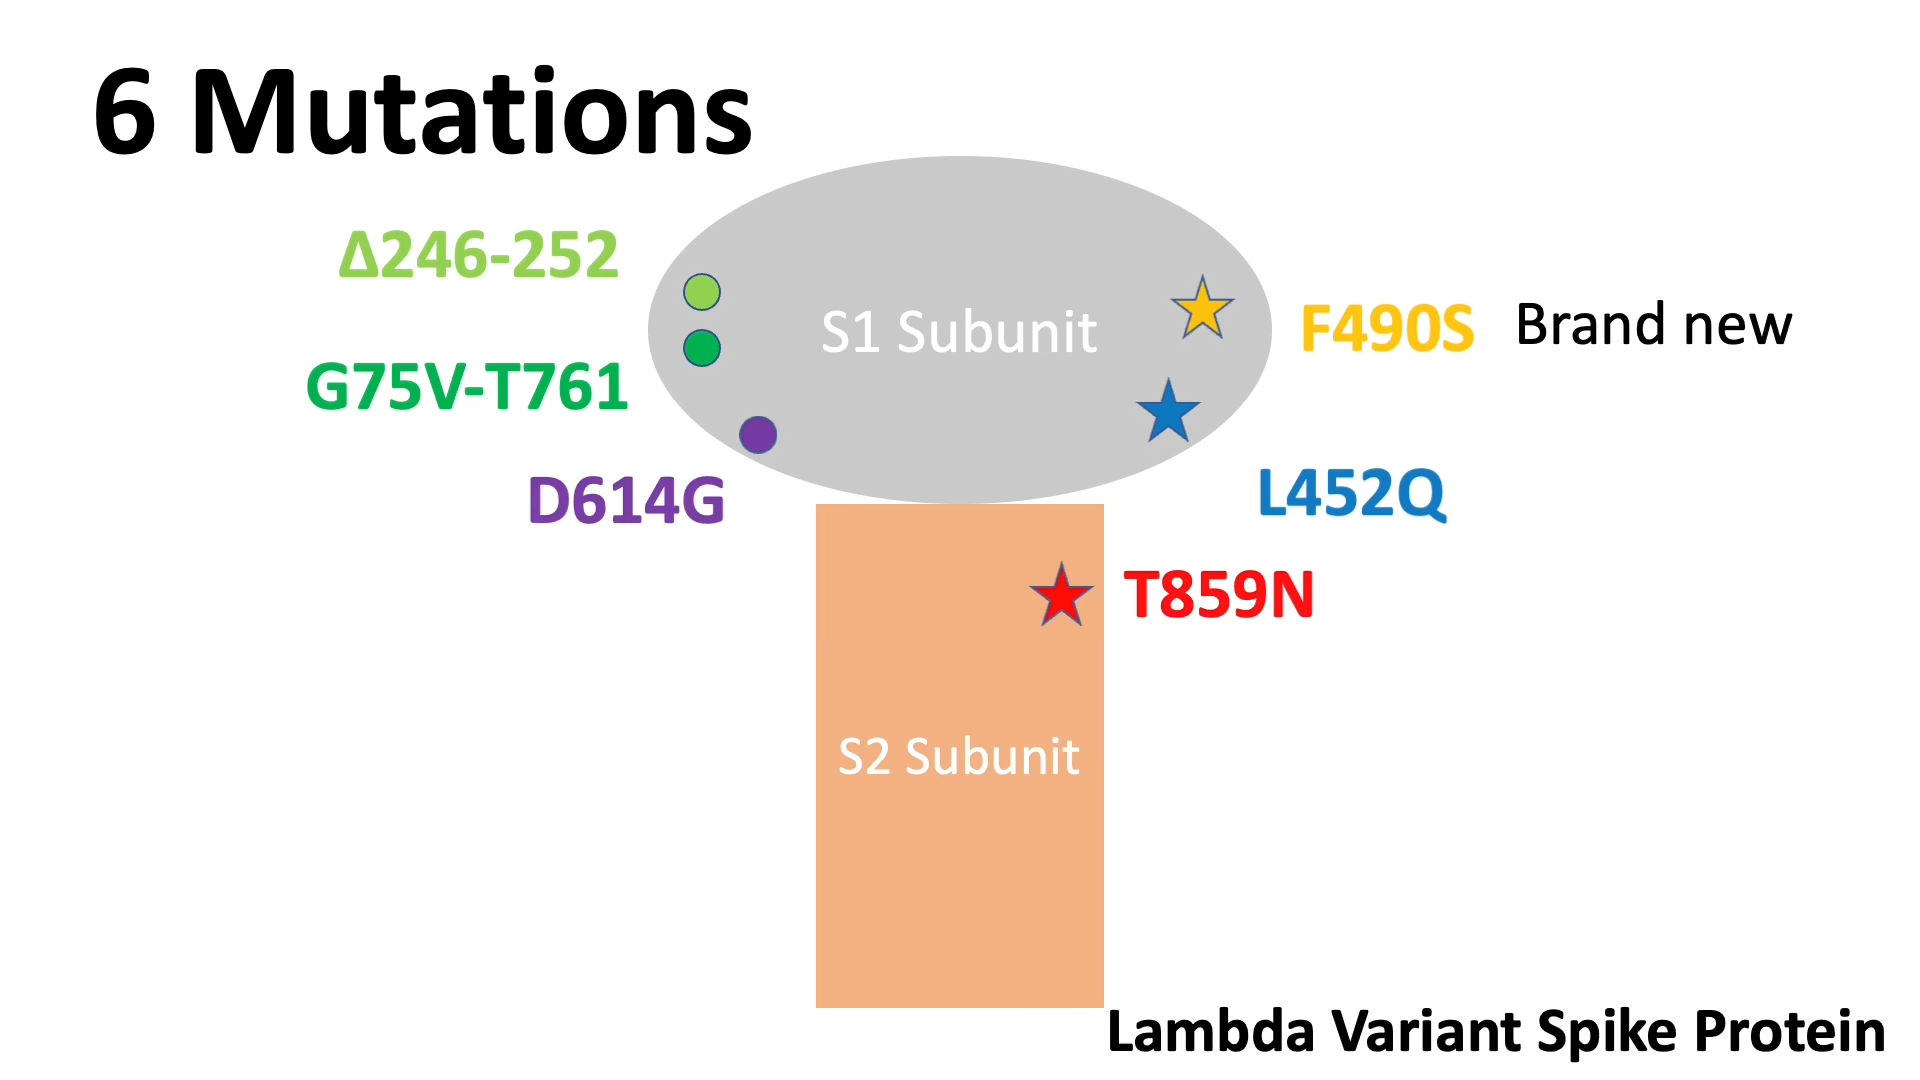 6 Mutations
Δ246-252
S1 Subunit
F490S Brand new
G75V-T761
D614G
L452Q
T859N
S2 Subunit
Lambda Variant Spike Protein